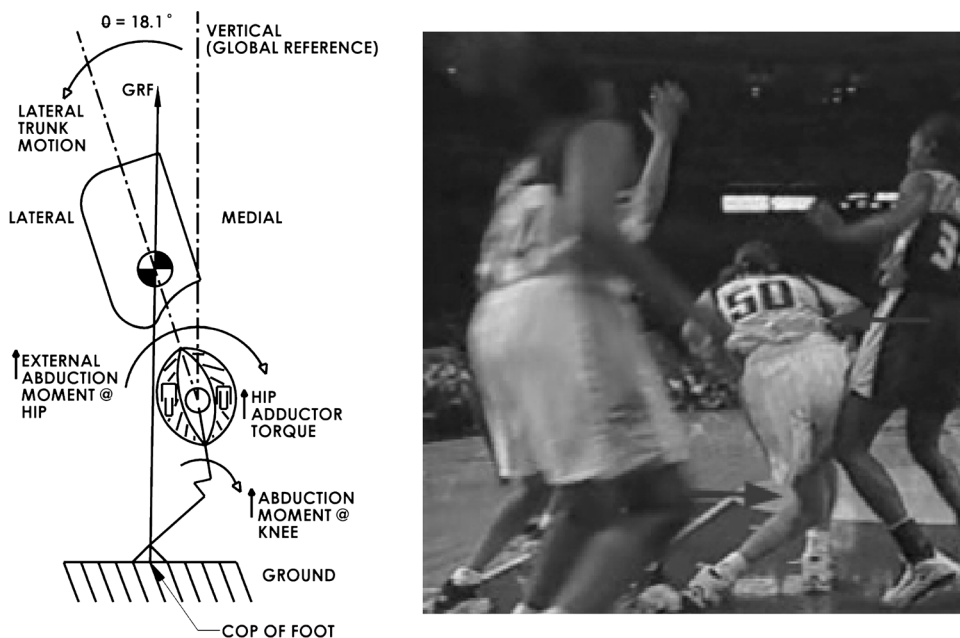 θ = 18.1°
VERTICAL
(GLOBAL REFERENCE)
GRF
LATERAL
TRUNK
MOTION
LATERAL
MEDIAL
EXTERNAL
ABDUCTION
MOMENT @
HIP
HIP
ADDUCTOR
TORQUE
ABDUCTION
MOMENT @
KNEE
GROUND
COP OF FOOT
50
3